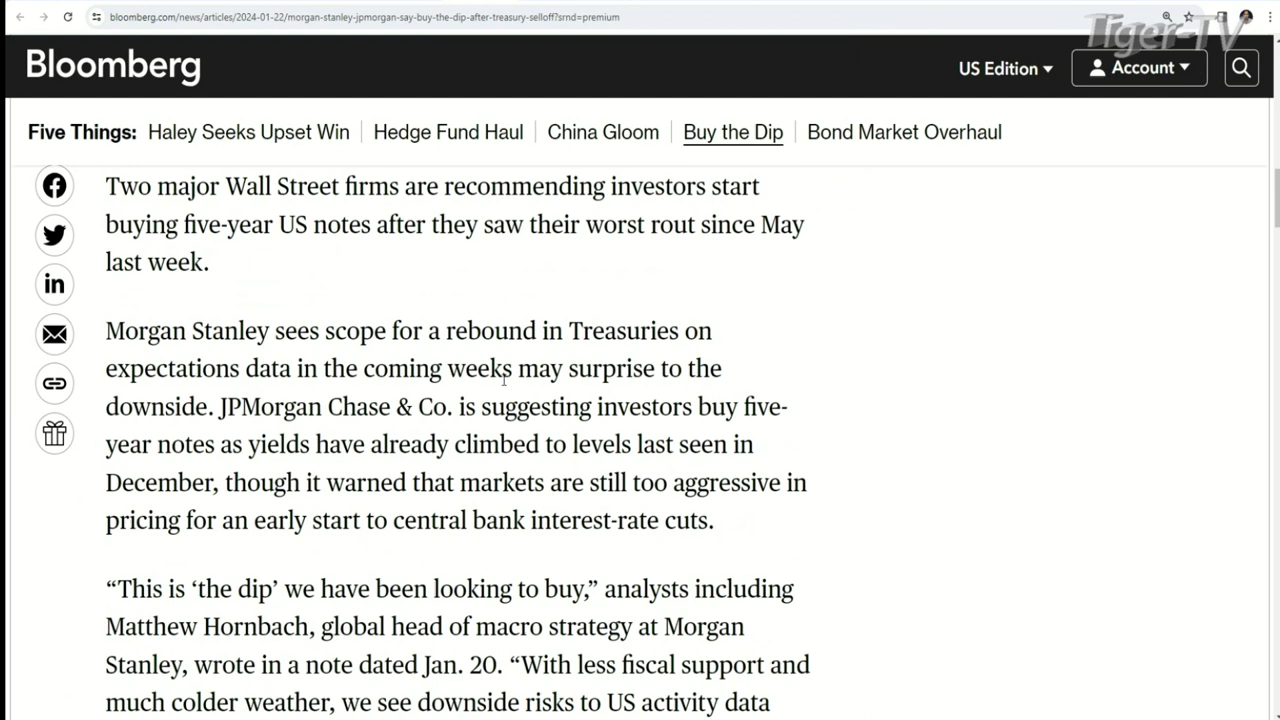 bloomberg.com/news/articles/2024-01-22/morgan-stanley-jpmorgan-say-buy-the-dip-after-treasury-selloff?srnd=premium
Tiger-TV
Bloomberg
US Edition
Account
Five Things: Haley Seeks Upset Win Hedge Fund Haul China Gloom Buy the Dip Bond Market Overhaul
Two major Wall Street firms are recommending investors start
buying five-year US notes after they saw their worst rout since May
last week.
Morgan Stanley sees scope for a rebound in Treasuries on
expectations data in the coming weeks may surprise to the
downside. JPMorgan Chase & Co. is suggesting investors buy five-
year notes as yields have already climbed to levels last seen in
December, though it warned that markets are still too aggressive in
pricing for an early start to central bank interest-rate cuts.
“This is ‘the dip’ we have been looking to buy,” analysts including
Matthew Hornbach, global head of macro strategy at Morgan
Stanley, wrote in a note dated Jan. 20. “With less fiscal support and
much colder weather, we see downside risks to US activity data